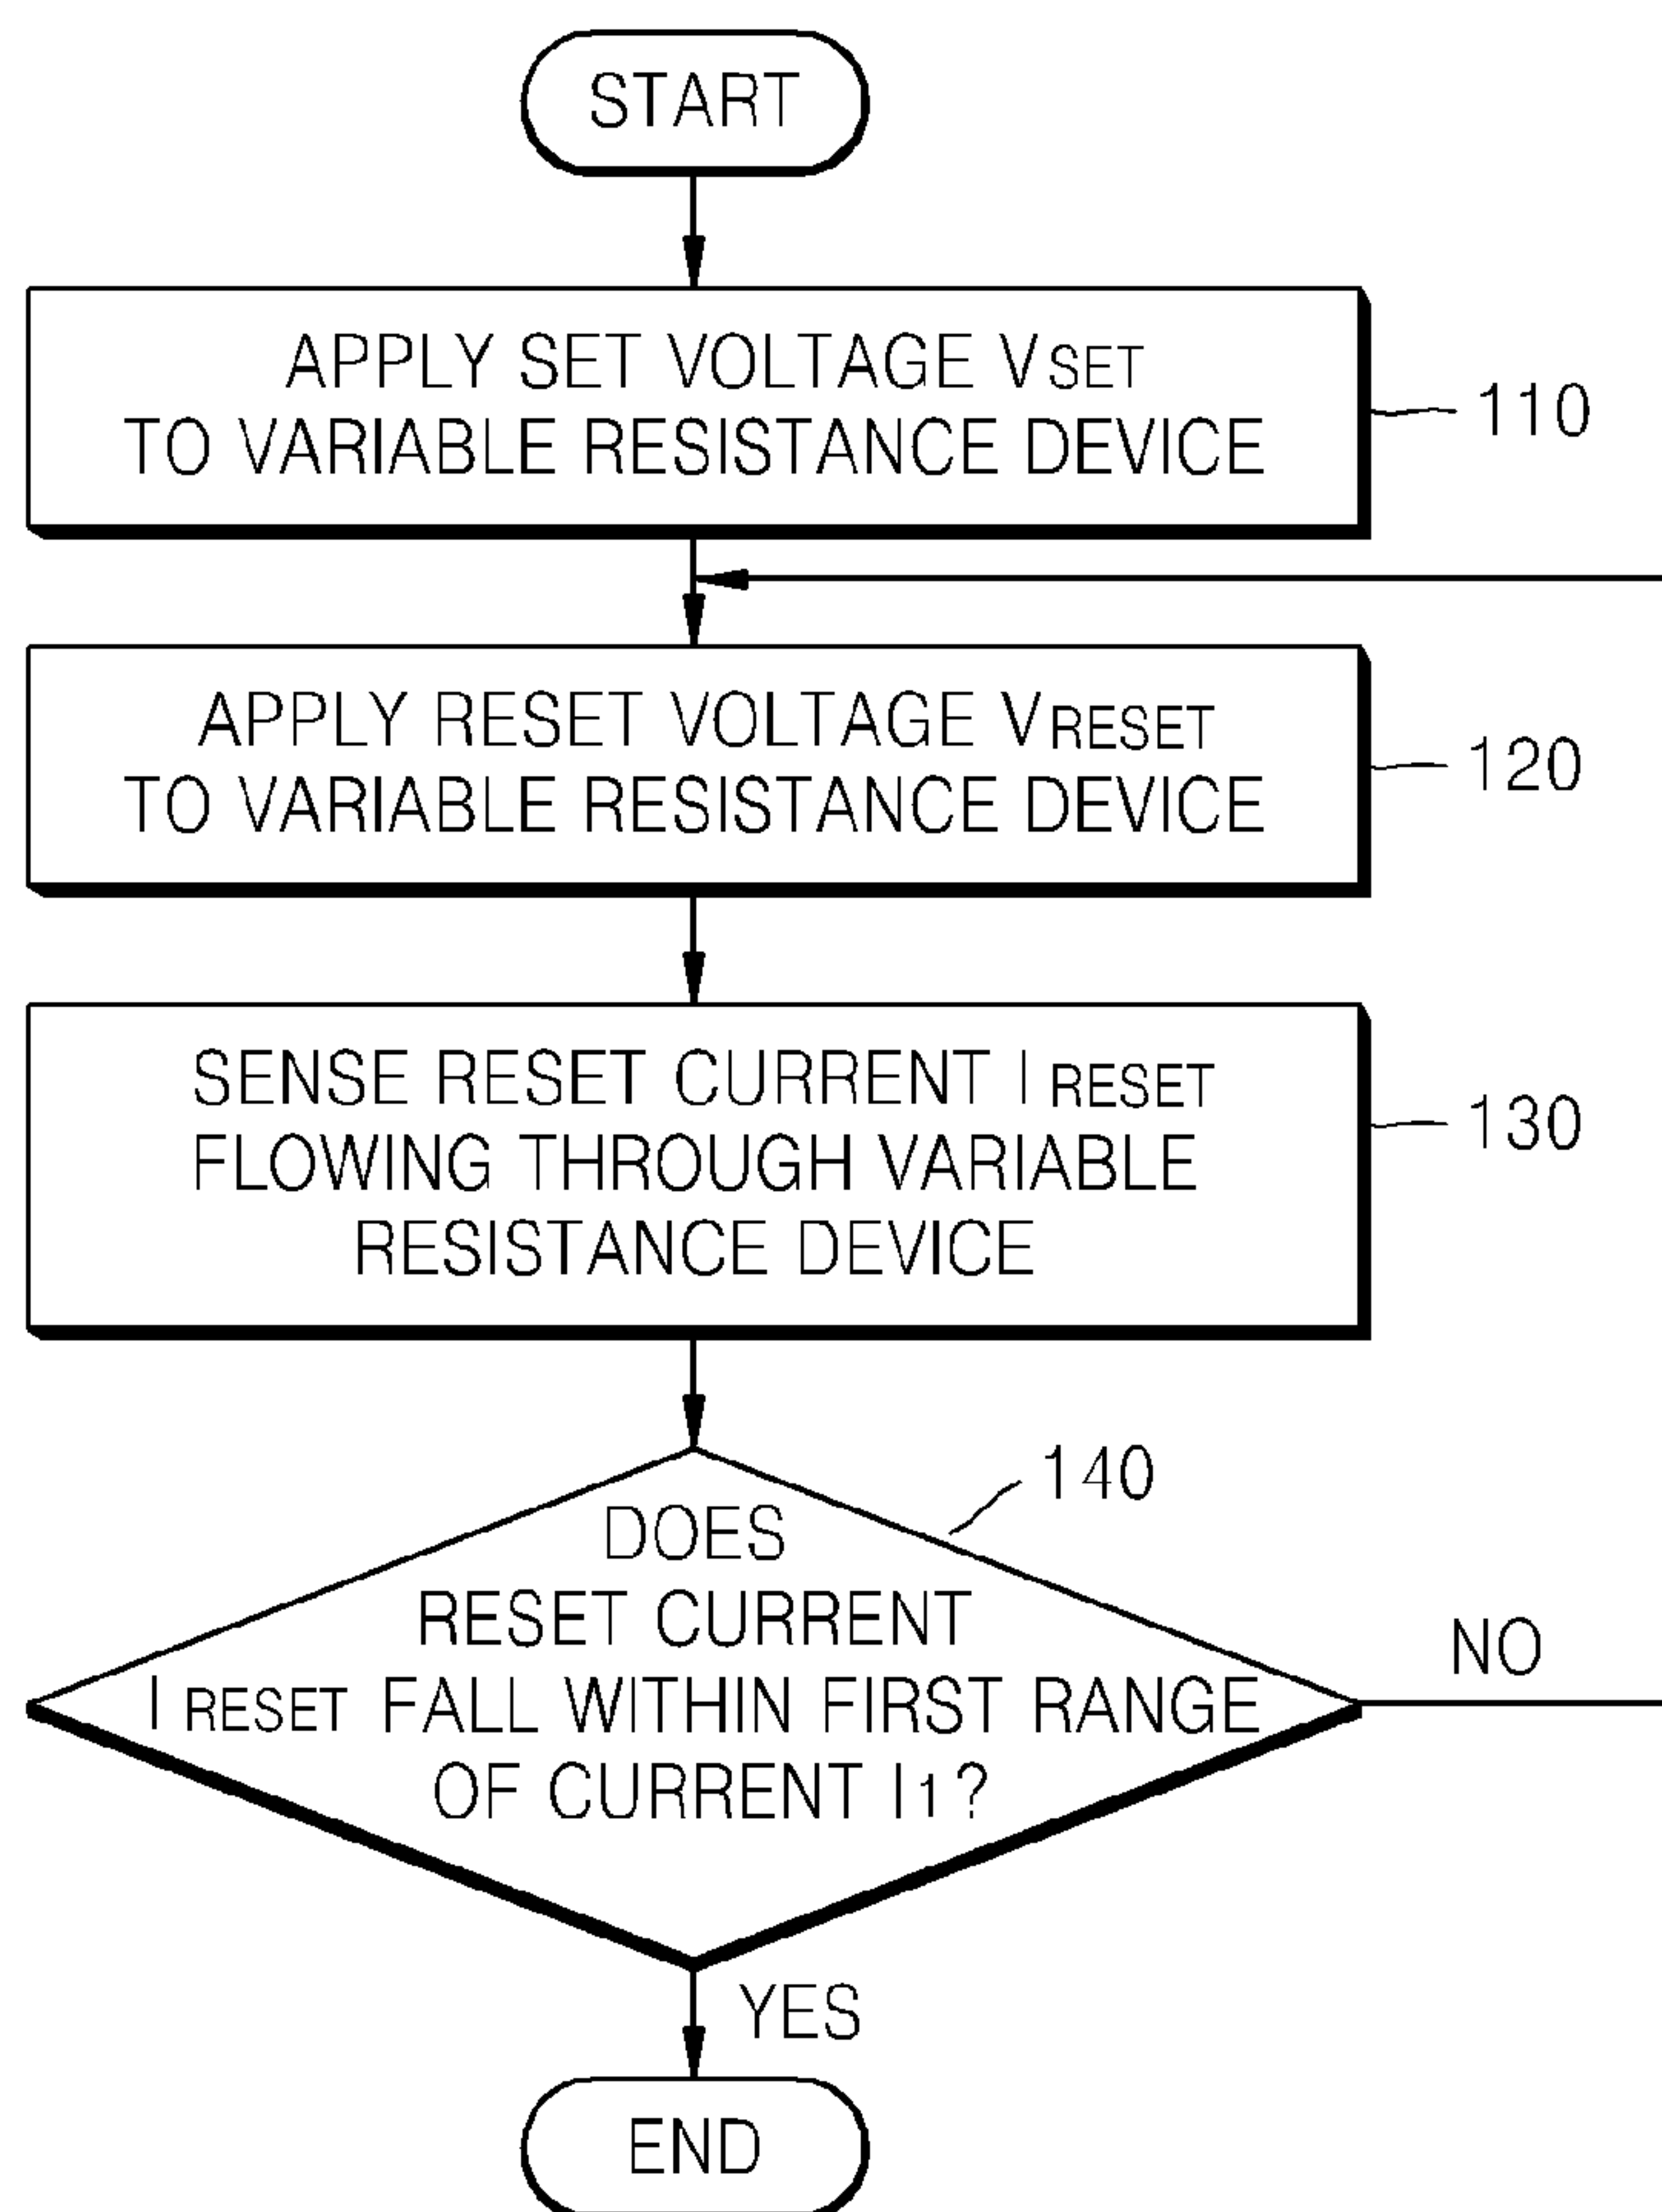 START
APPLY SET VOLTAGE VSET
TO VARIABLE RESISTANCE DEVICE
110
APPLY RESET VOLTAGE VRESET
TO VARIABLE RESISTANCE DEVICE
120
SENSE RESET CURRENT IRESET
FLOWING THROUGH VARIABLE
RESISTANCE DEVICE
130
140
DOES
RESET CURRENT
IRESET FALL WITHIN FIRST RANGE
OF CURRENT I1?
NO
YES
END